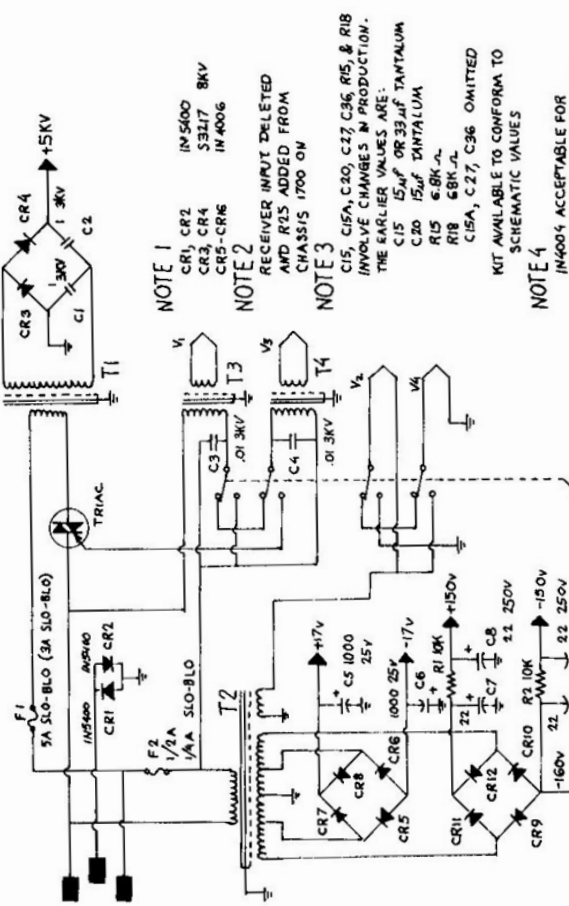 F1
5A SLO-BLO (3A SLO-BLO)
1N5400
1N5400
CR1
CR2
F2
1/2A
1/4A SLO-BLO
TRIAC
T1
CR3
CR4
+5KV
1 3KV
1 3KV
C1
C2
V1
T3
C3
.01 3KV
V3
T4
C4
.01 3KV
V2
V4
T2
CR7
CR8
CR5
CR6
+17V
C5 1000
25V
-17V
1000 25V
C6
CR11
CR12
CR9
CR10
R1 10K
+150V
22
C7
C8
22 250V
-160V
R2 10K
-150V
22
22 250V
NOTE 1
CR1, CR2 1N5400
CR3, CR4 S3217 8KV
CR5-CR16 1N4006
NOTE 2
RECEIVER INPUT DELETED
AND R25 ADDED FROM
CHASSIS 1700 ON
NOTE 3
C15, C15A, C20, C27, C36, R15, & R18
INVOLVE CHANGES IN PRODUCTION.
THE EARLIER VALUES ARE:
C15 15µf OR 33µf TANTALUM
C20 15µf TANTALUM
R15 6.8K Ω
R18 68K Ω
C15A, C27, C36 OMITTED
KIT AVAILABLE TO CONFORM TO
SCHEMATIC VALUES
NOTE 4
1N4004 ACCEPTABLE FOR